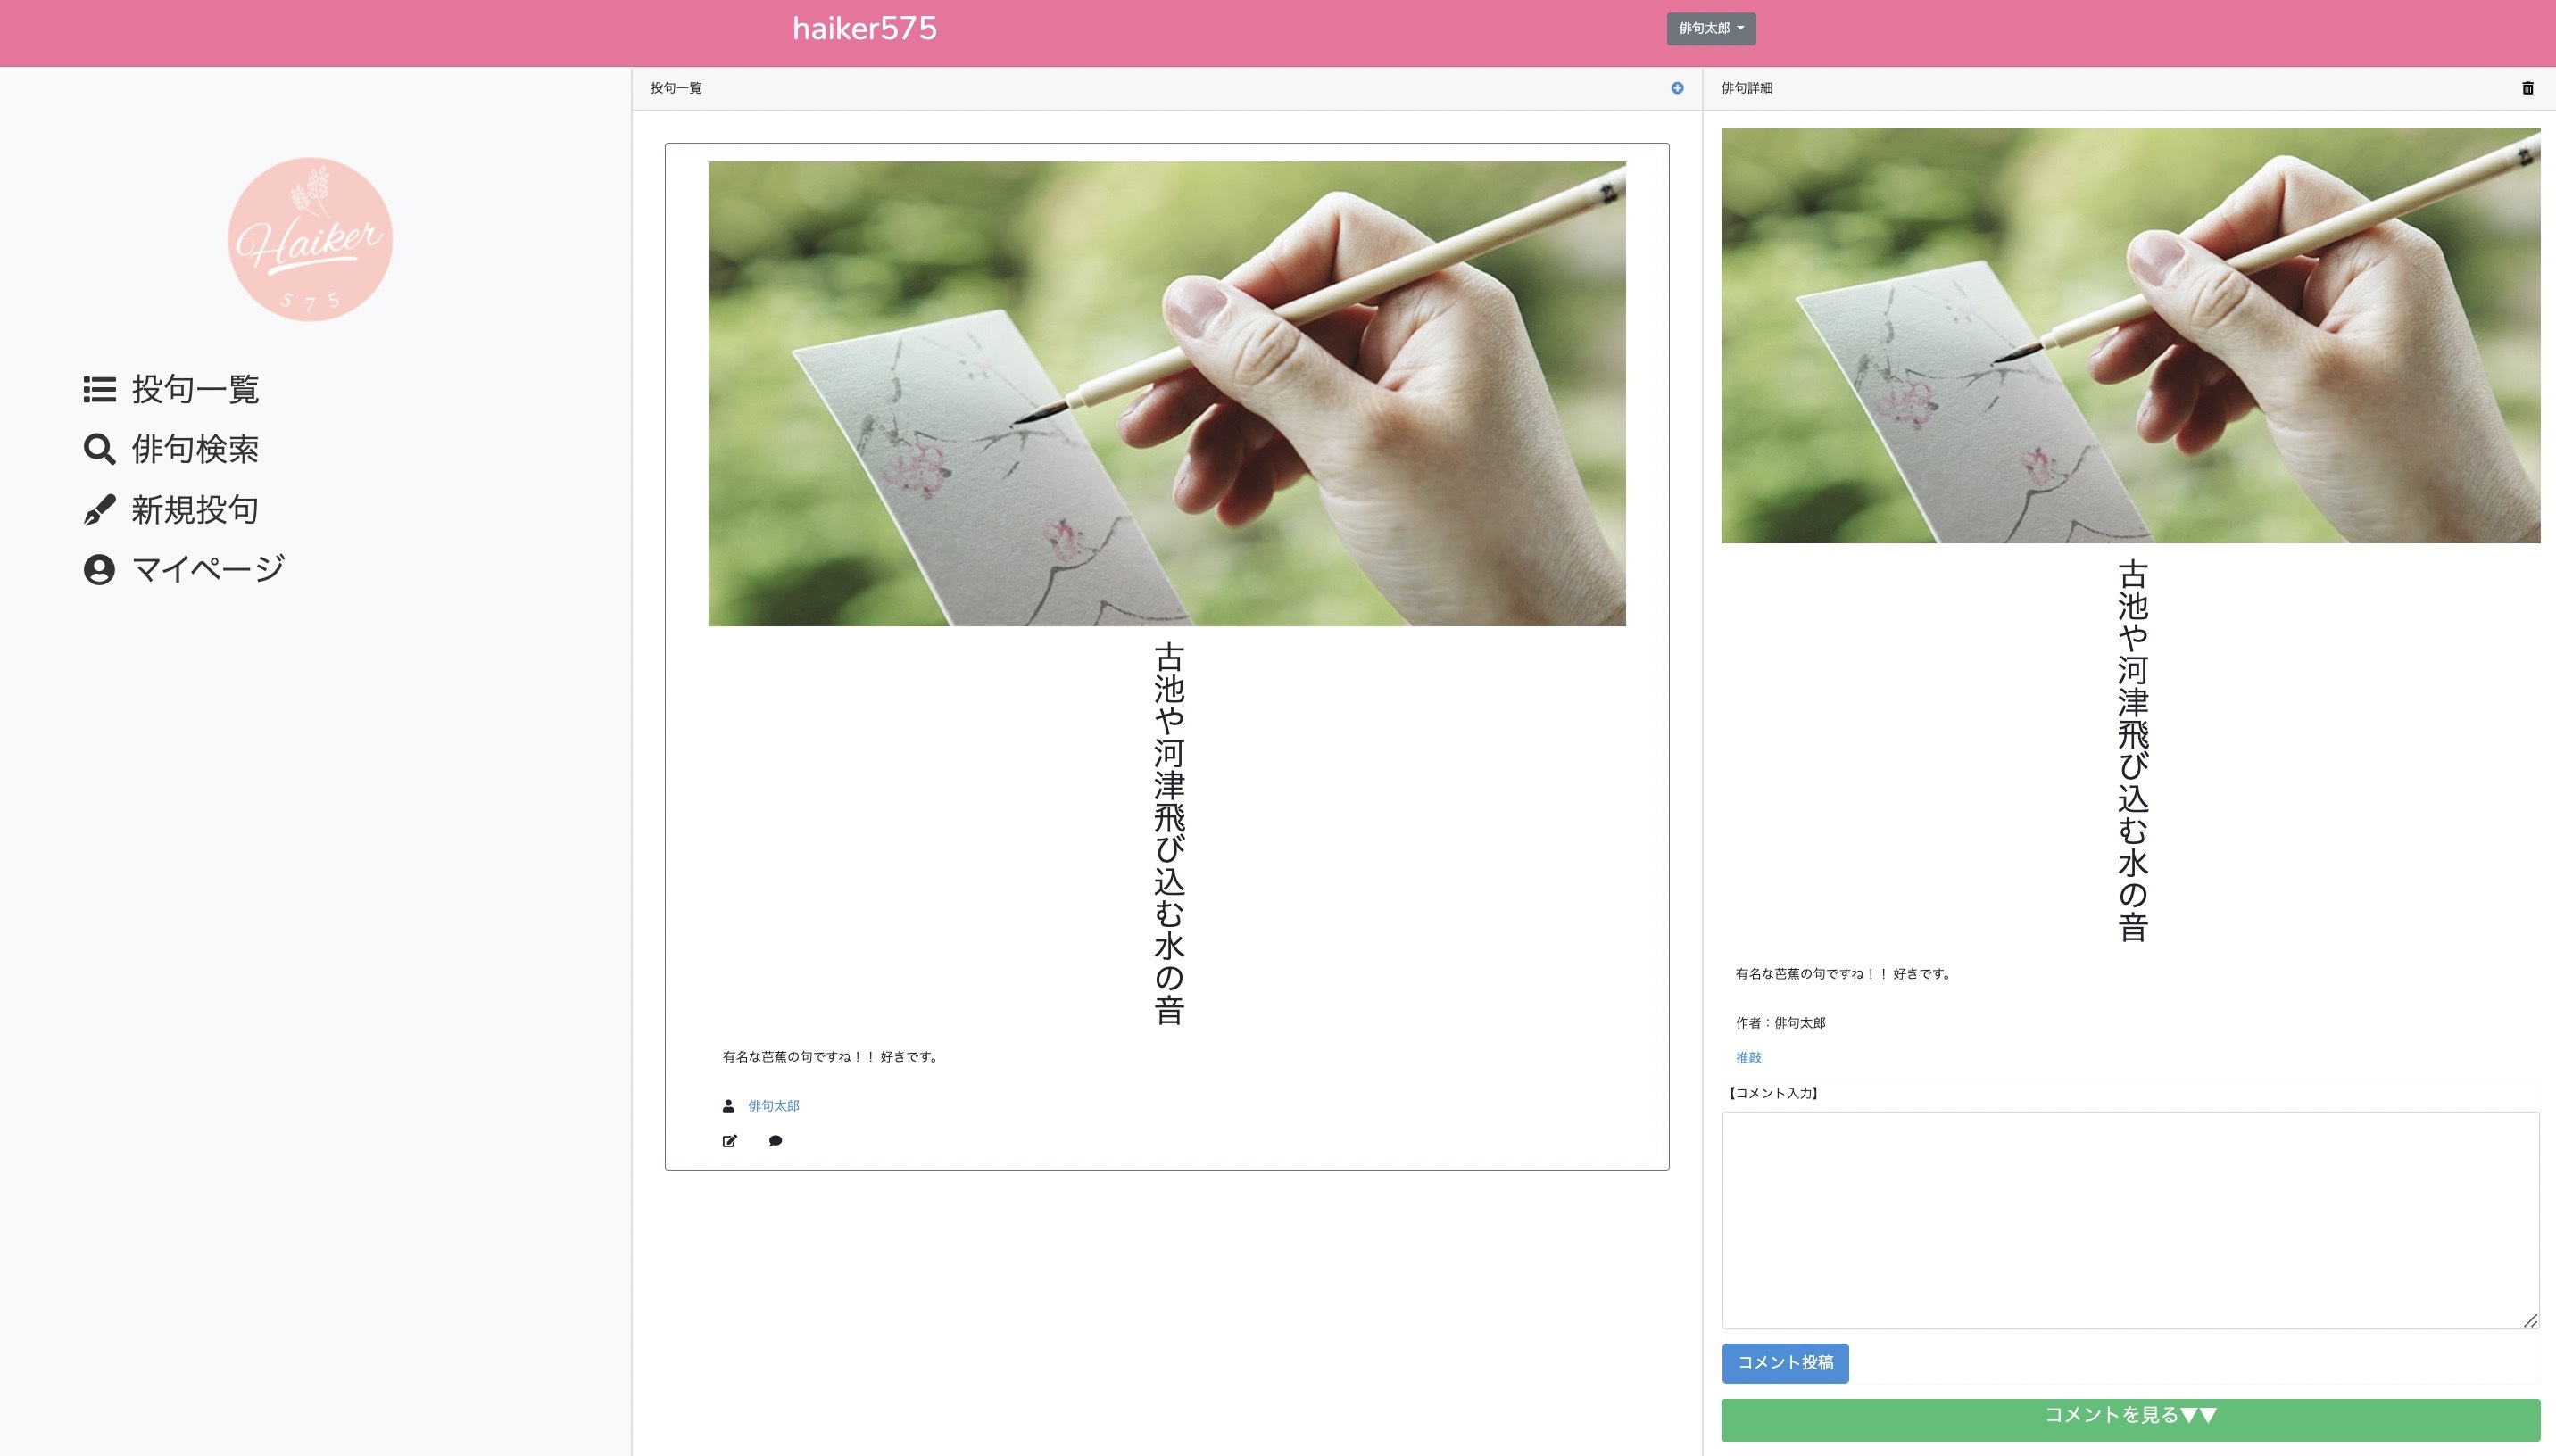 haiker575
俳句太郎
Haiker
575
投句一覧
俳句検索
新規投句
マイページ
投句一覧
古池や河津飛び込む水の音
有名な芭蕉の句ですね！！ 好きです。
俳句太郎
俳句詳細
古池や河津飛び込む水の音
有名な芭蕉の句ですね！！ 好きです。
作者：俳句太郎
推敲
【コメント入力】
コメント投稿
コメントを見る▼▼